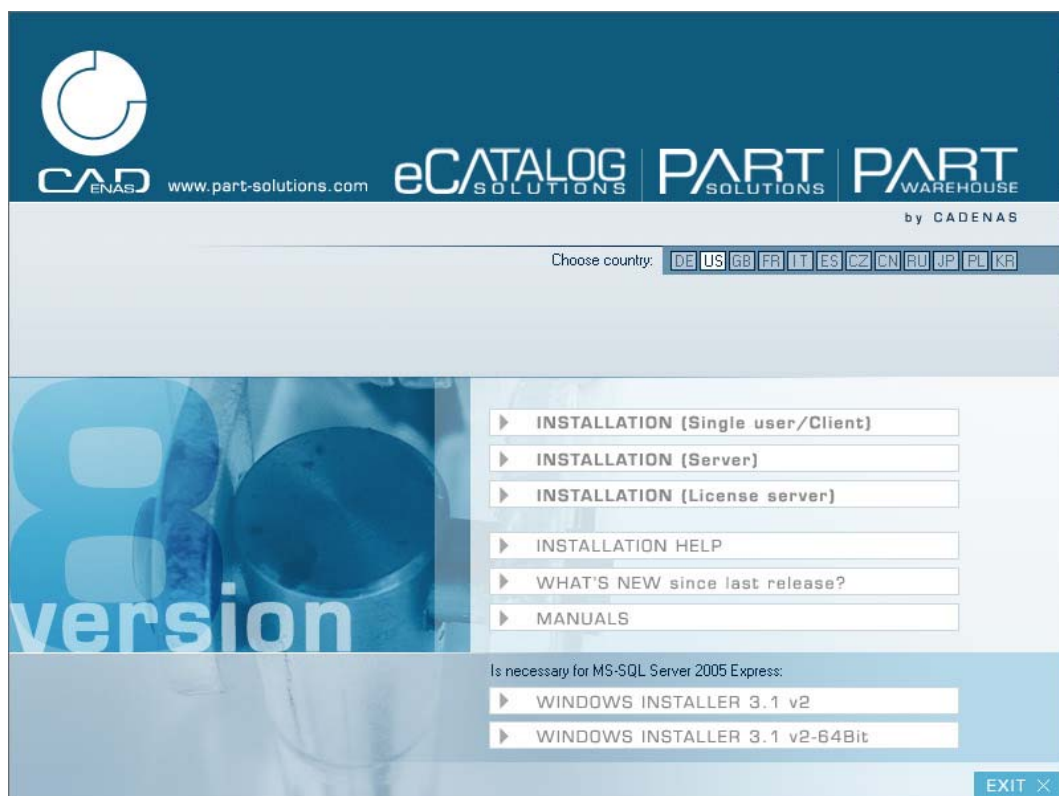 CADENAS
www.part-solutions.com
eCATALOG SOLUTIONS
PART SOLUTIONS
PART WAREHOUSE
by CADENAS
Choose country: DE US GB FR IT ES CZ CN RU JP PL KR
8
version
INSTALLATION (Single user/Client)
INSTALLATION (Server)
INSTALLATION (License server)
INSTALLATION HELP
WHAT'S NEW since last release?
MANUALS
Is necessary for MS-SQL Server 2005 Express:
WINDOWS INSTALLER 3.1 v2
WINDOWS INSTALLER 3.1 v2-64Bit
EXIT X